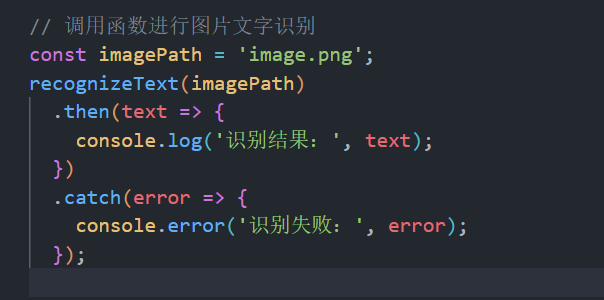 // 调用函数进行图片文字识别
const imagePath = 'image.png';
recognizeText(imagePath)
  .then(text => {
    console.log('识别结果：', text);
  })
  .catch(error => {
    console.error('识别失败：', error);
  });